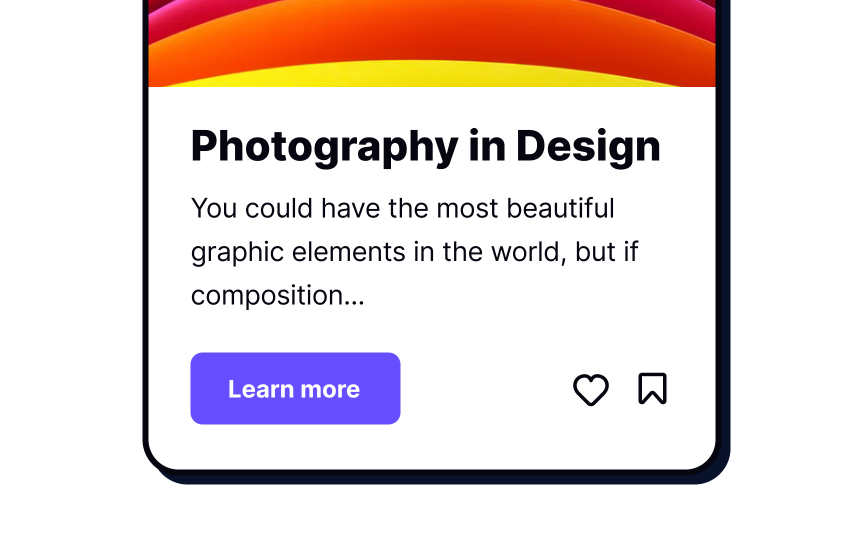 Photography in Design
You could have the most beautiful
graphic elements in the world, but if
composition...
Learn more